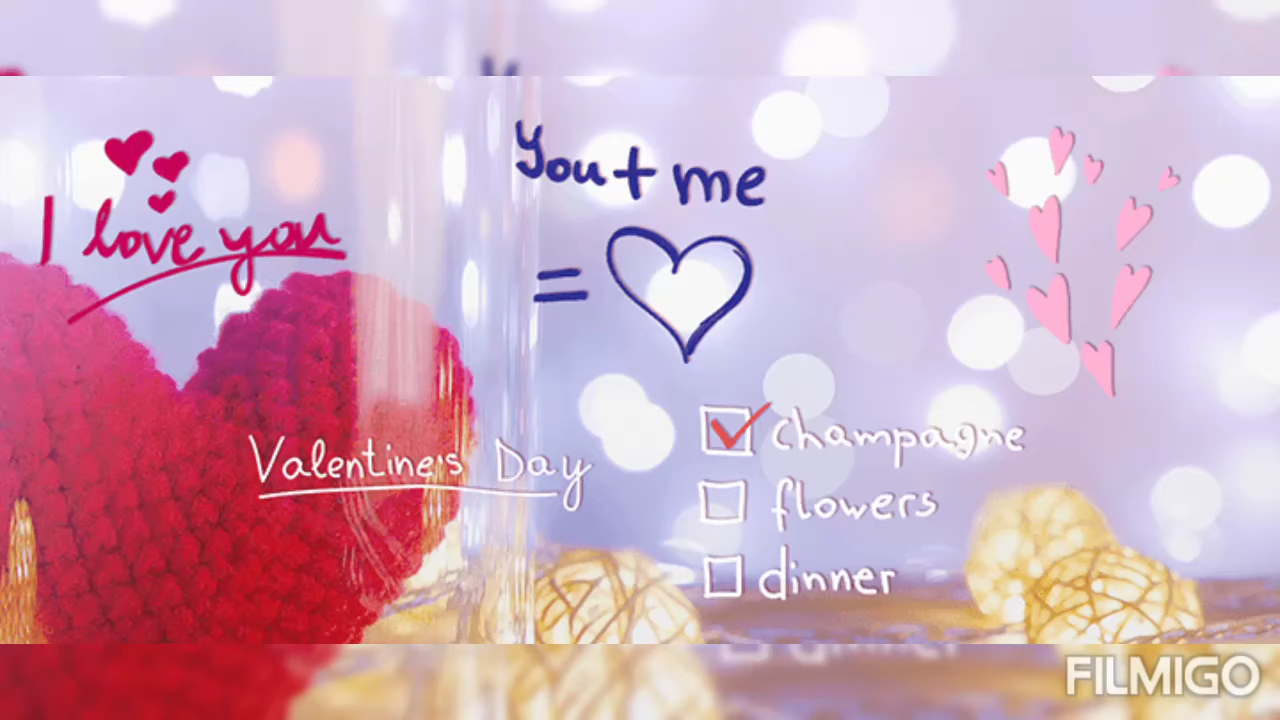 I love you
You + me
=
Valentine's Day
champagne
flowers
dinner
FILMIGO